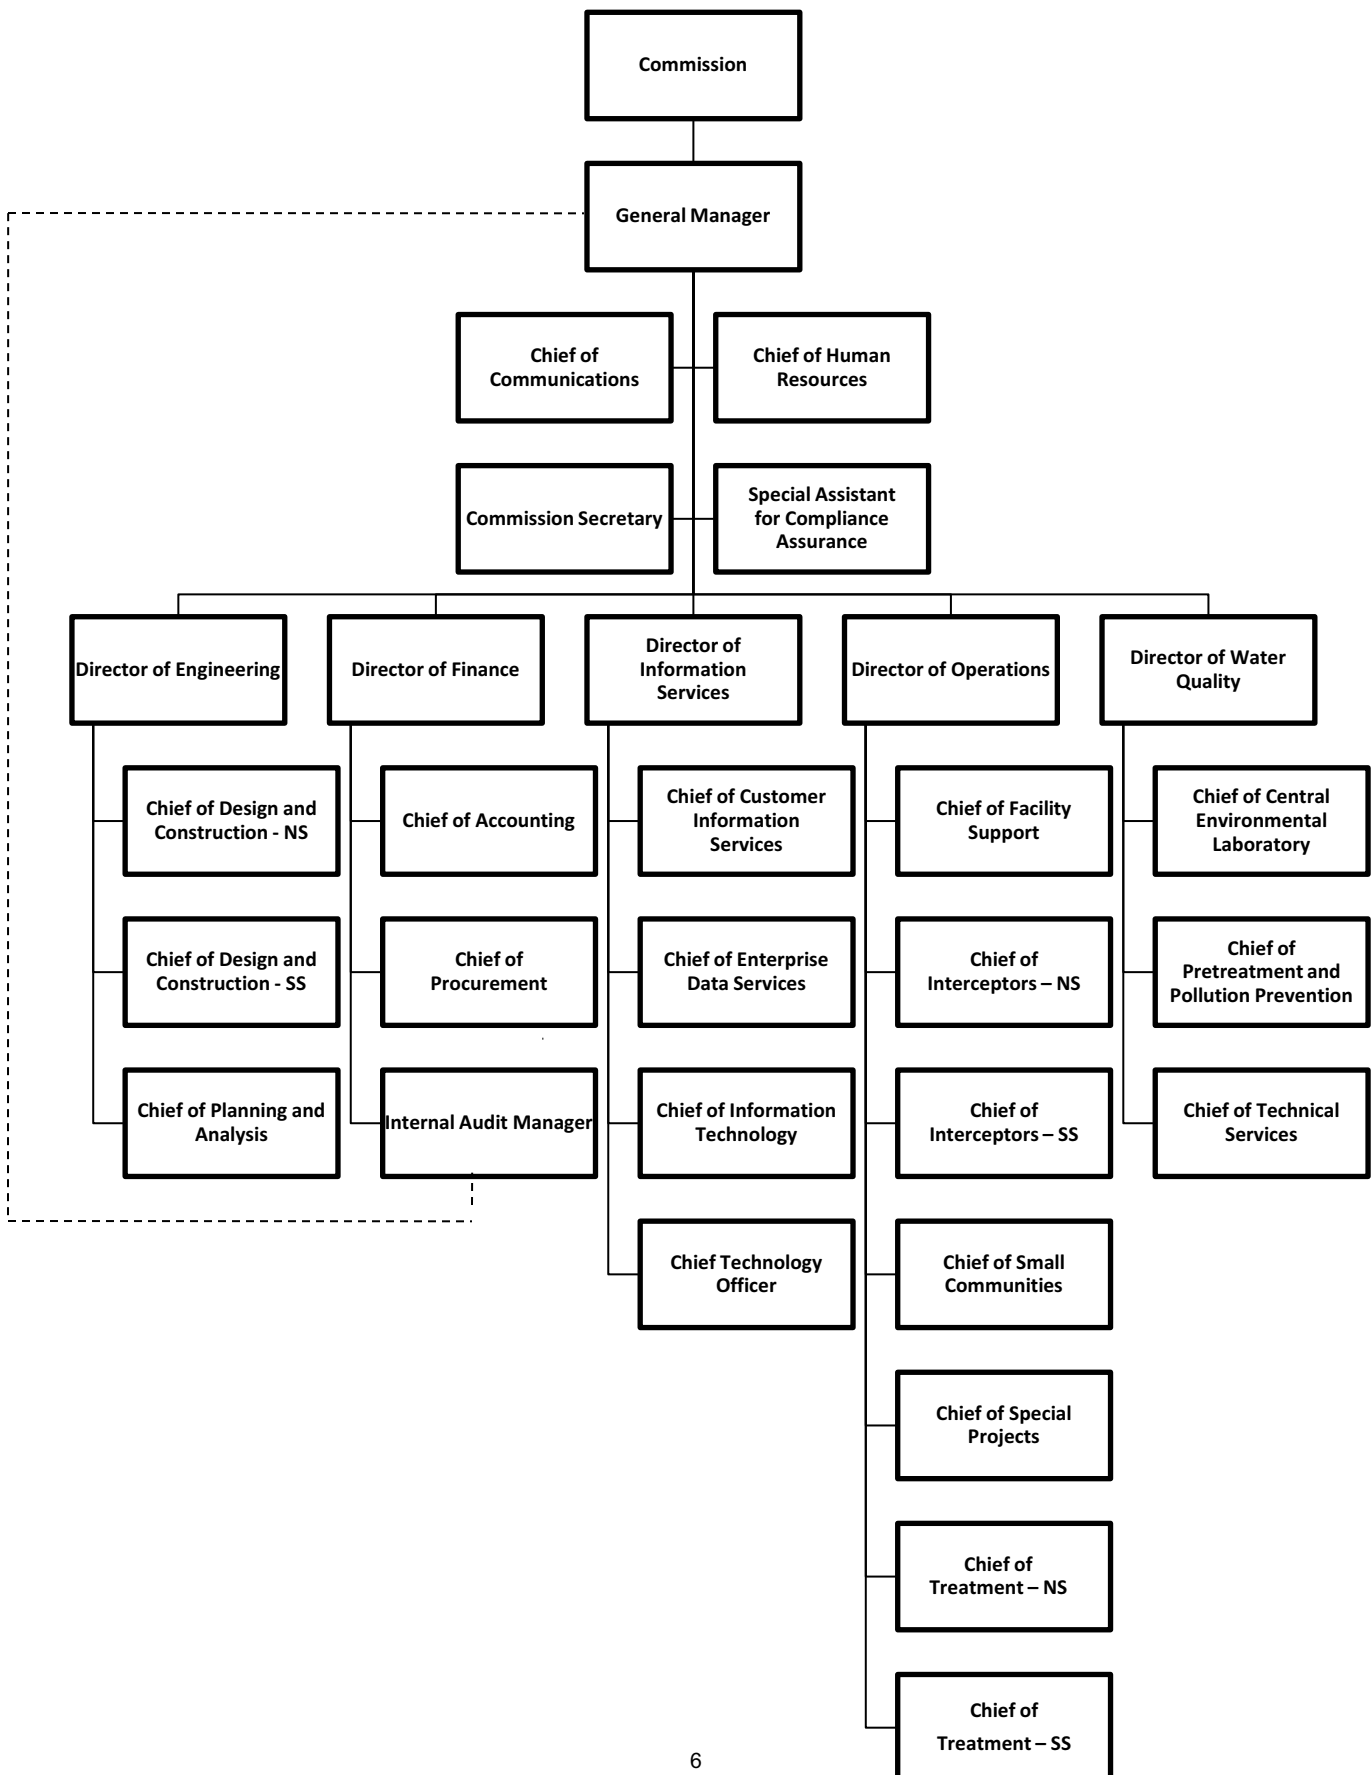 Commission
General Manager
Chief of
Communications
Chief of Human
Resources
Commission Secretary
Special Assistant
for Compliance
Assurance
Director of Engineering
Director of Finance
Director of
Information
Services
Director of Operations
Director of Water
Quality
Chief of Design and
Construction - NS
Chief of Accounting
Chief of Customer
Information
Services
Chief of Facility
Support
Chief of Central
Environmental
Laboratory
Chief of Design and
Construction - SS
Chief of
Procurement
Chief of Enterprise
Data Services
Chief of
Interceptors – NS
Chief of
Pretreatment and
Pollution Prevention
Chief of Planning and
Analysis
Internal Audit Manager
Chief of Information
Technology
Chief of
Interceptors – SS
Chief of Technical
Services
Chief Technology
Officer
Chief of Small
Communities
Chief of Special
Projects
Chief of
Treatment – NS
Chief of
Treatment – SS
6